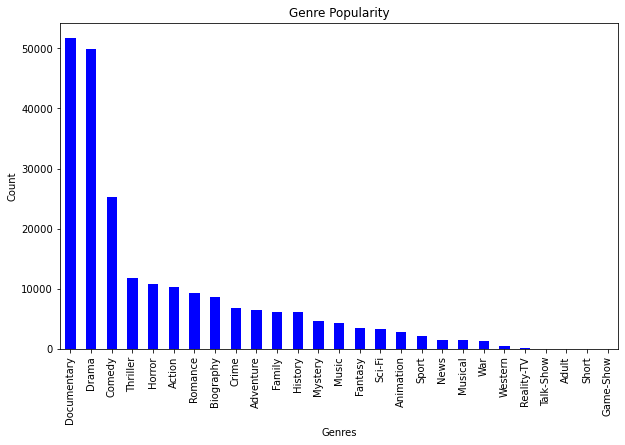 Genre Popularity
Count
50000
40000
30000
20000
10000
0
Documentary
Drama
Comedy
Thriller
Horror
Action
Romance
Biography
Crime
Adventure
Family
History
Mystery
Music
Fantasy
Sci-Fi
Animation
Sport
News
Musical
War
Western
Reality-TV
Talk-Show
Adult
Short
Game-Show
Genres